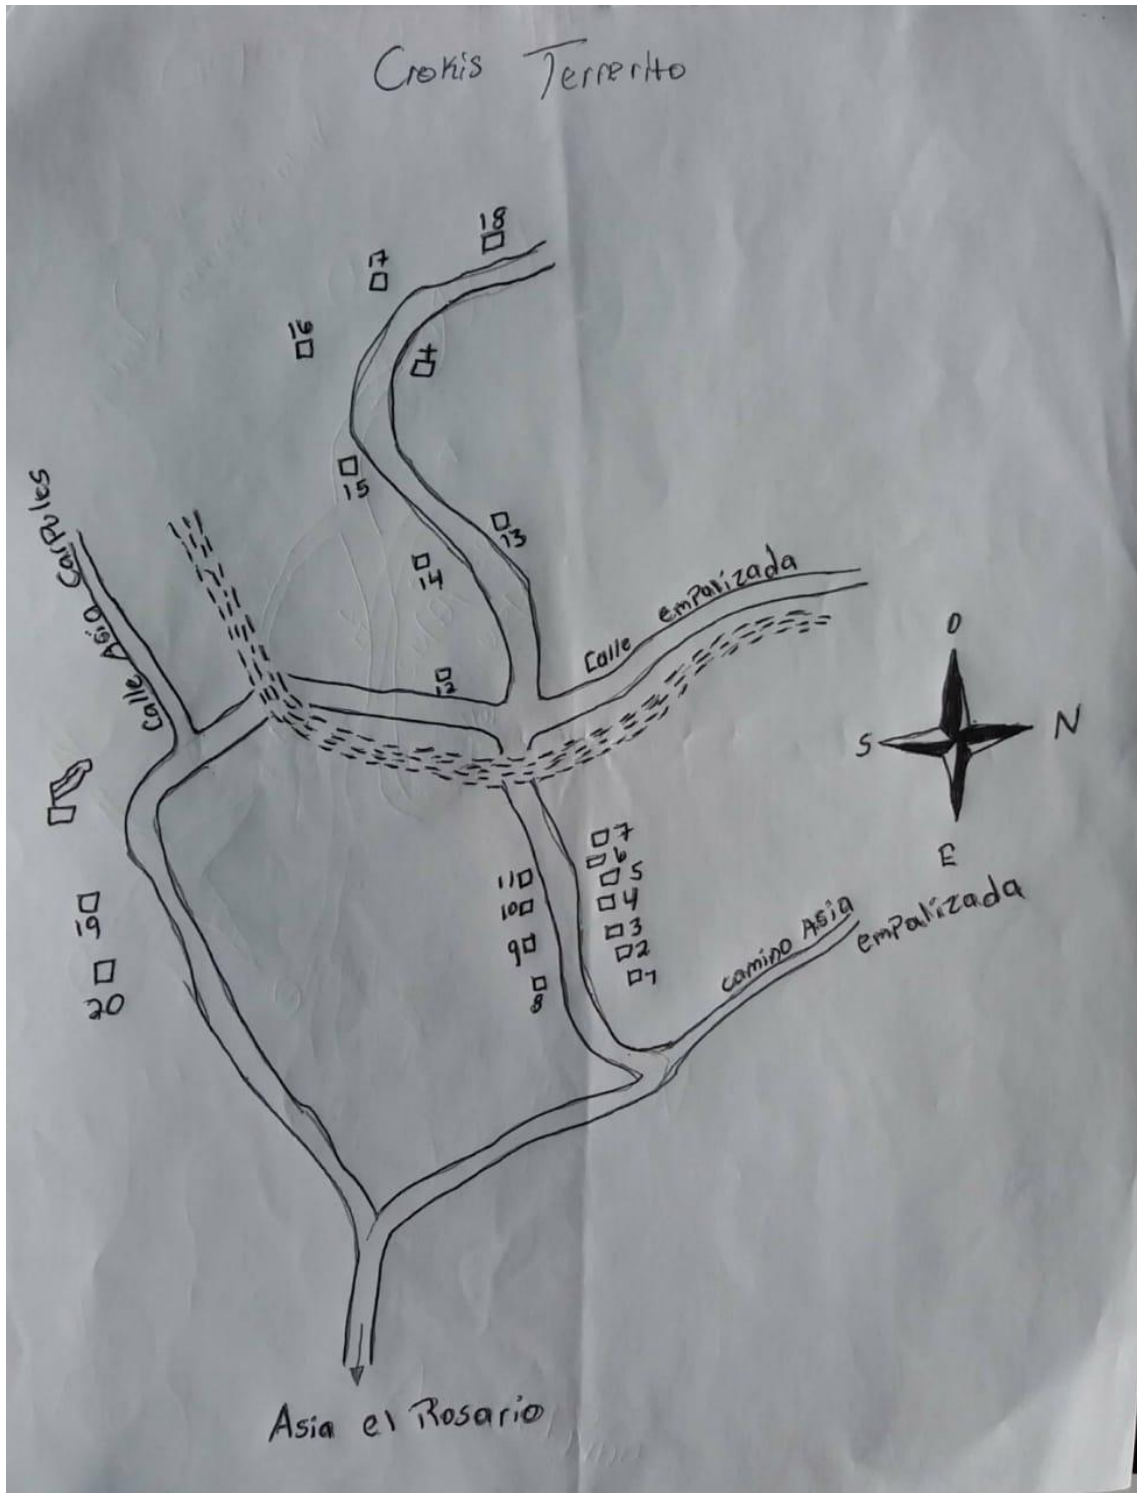 Crokis Terrerito
18
17
16
15
13
14
Calle Asia Carpules
Calle empalizada
12
O
S
N
E
7
6
11
5
10
4
3
9
2
1
8
19
20
camino Asia
empalizada
Asia el Rosario